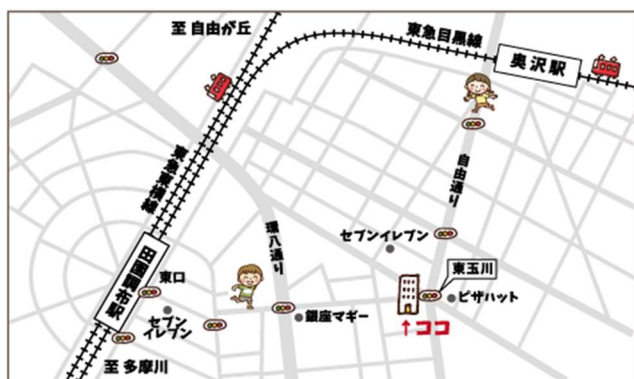 至 自由が丘
東急目黒線
奥沢駅
東急東横線
自由通り
環八通り
セブンイレブン
東玉川
田園調布駅
東口
ピザハット
セブン
イレブン
銀座マギー
↑ココ
至 多摩川